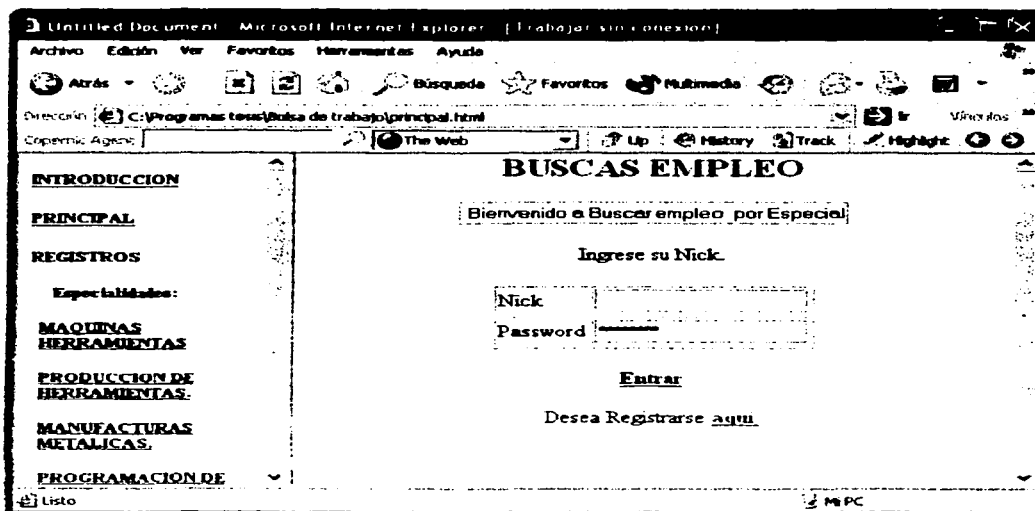 Untitled Document Microsoft Internet Explorer [Trabajar sin conexion]
Archivo Edición Ver Favoritos Herramientas Ayuda
Atrás Búsqueda Favoritos Multimedia
Dirección C:\Programas tesis\Bolsa de trabajo\principal.html Ir Vínculos
Copernic Agent The Web Up History Track Highlight
INTRODUCCION
PRINCIPAL
REGISTROS
Especialidades:
MAQUINAS
HERRAMIENTAS
PRODUCCION DE
HERRAMIENTAS.
MANUFACTURAS
METALICAS.
PROGRAMACION DE
BUSCAS EMPLEO
Bienvenido a Buscar empleo por Especial
Ingrese su Nick.
Nick
Password
Entrar
Desea Registrarse aqui
Listo Mi PC